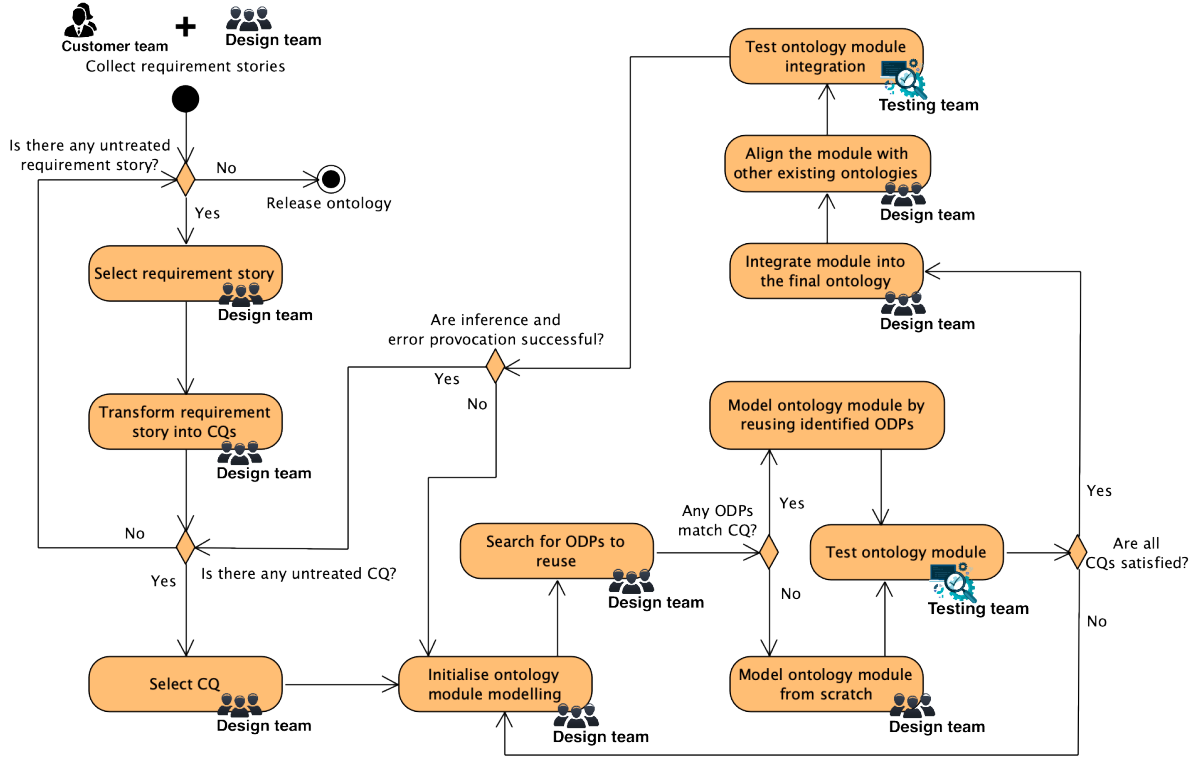 Customer team
+
Design team
Collect requirement stories
Is there any untreated
requirement story?
No
Release ontology
Yes
Select requirement story
Design team
Transform requirement
story into CQs
Design team
No
Is there any untreated CQ?
Yes
Select CQ
Design team
Test ontology module
integration
Testing team
Align the module with
other existing ontologies
Design team
Integrate module into
the final ontology
Design team
Are inference and
error provocation successful?
Yes
No
Model ontology module by
reusing identified ODPs
Yes
Any ODPs
match CQ?
Search for ODPs to
reuse
Design team
No
Test ontology module
Testing team
Yes
Are all
CQs satisfied?
No
Initialise ontology
module modelling
Design team
Model ontology module
from scratch
Design team